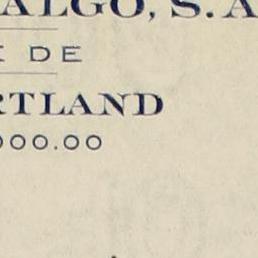 ALGO, S. A
DE
RTLAND
000.00